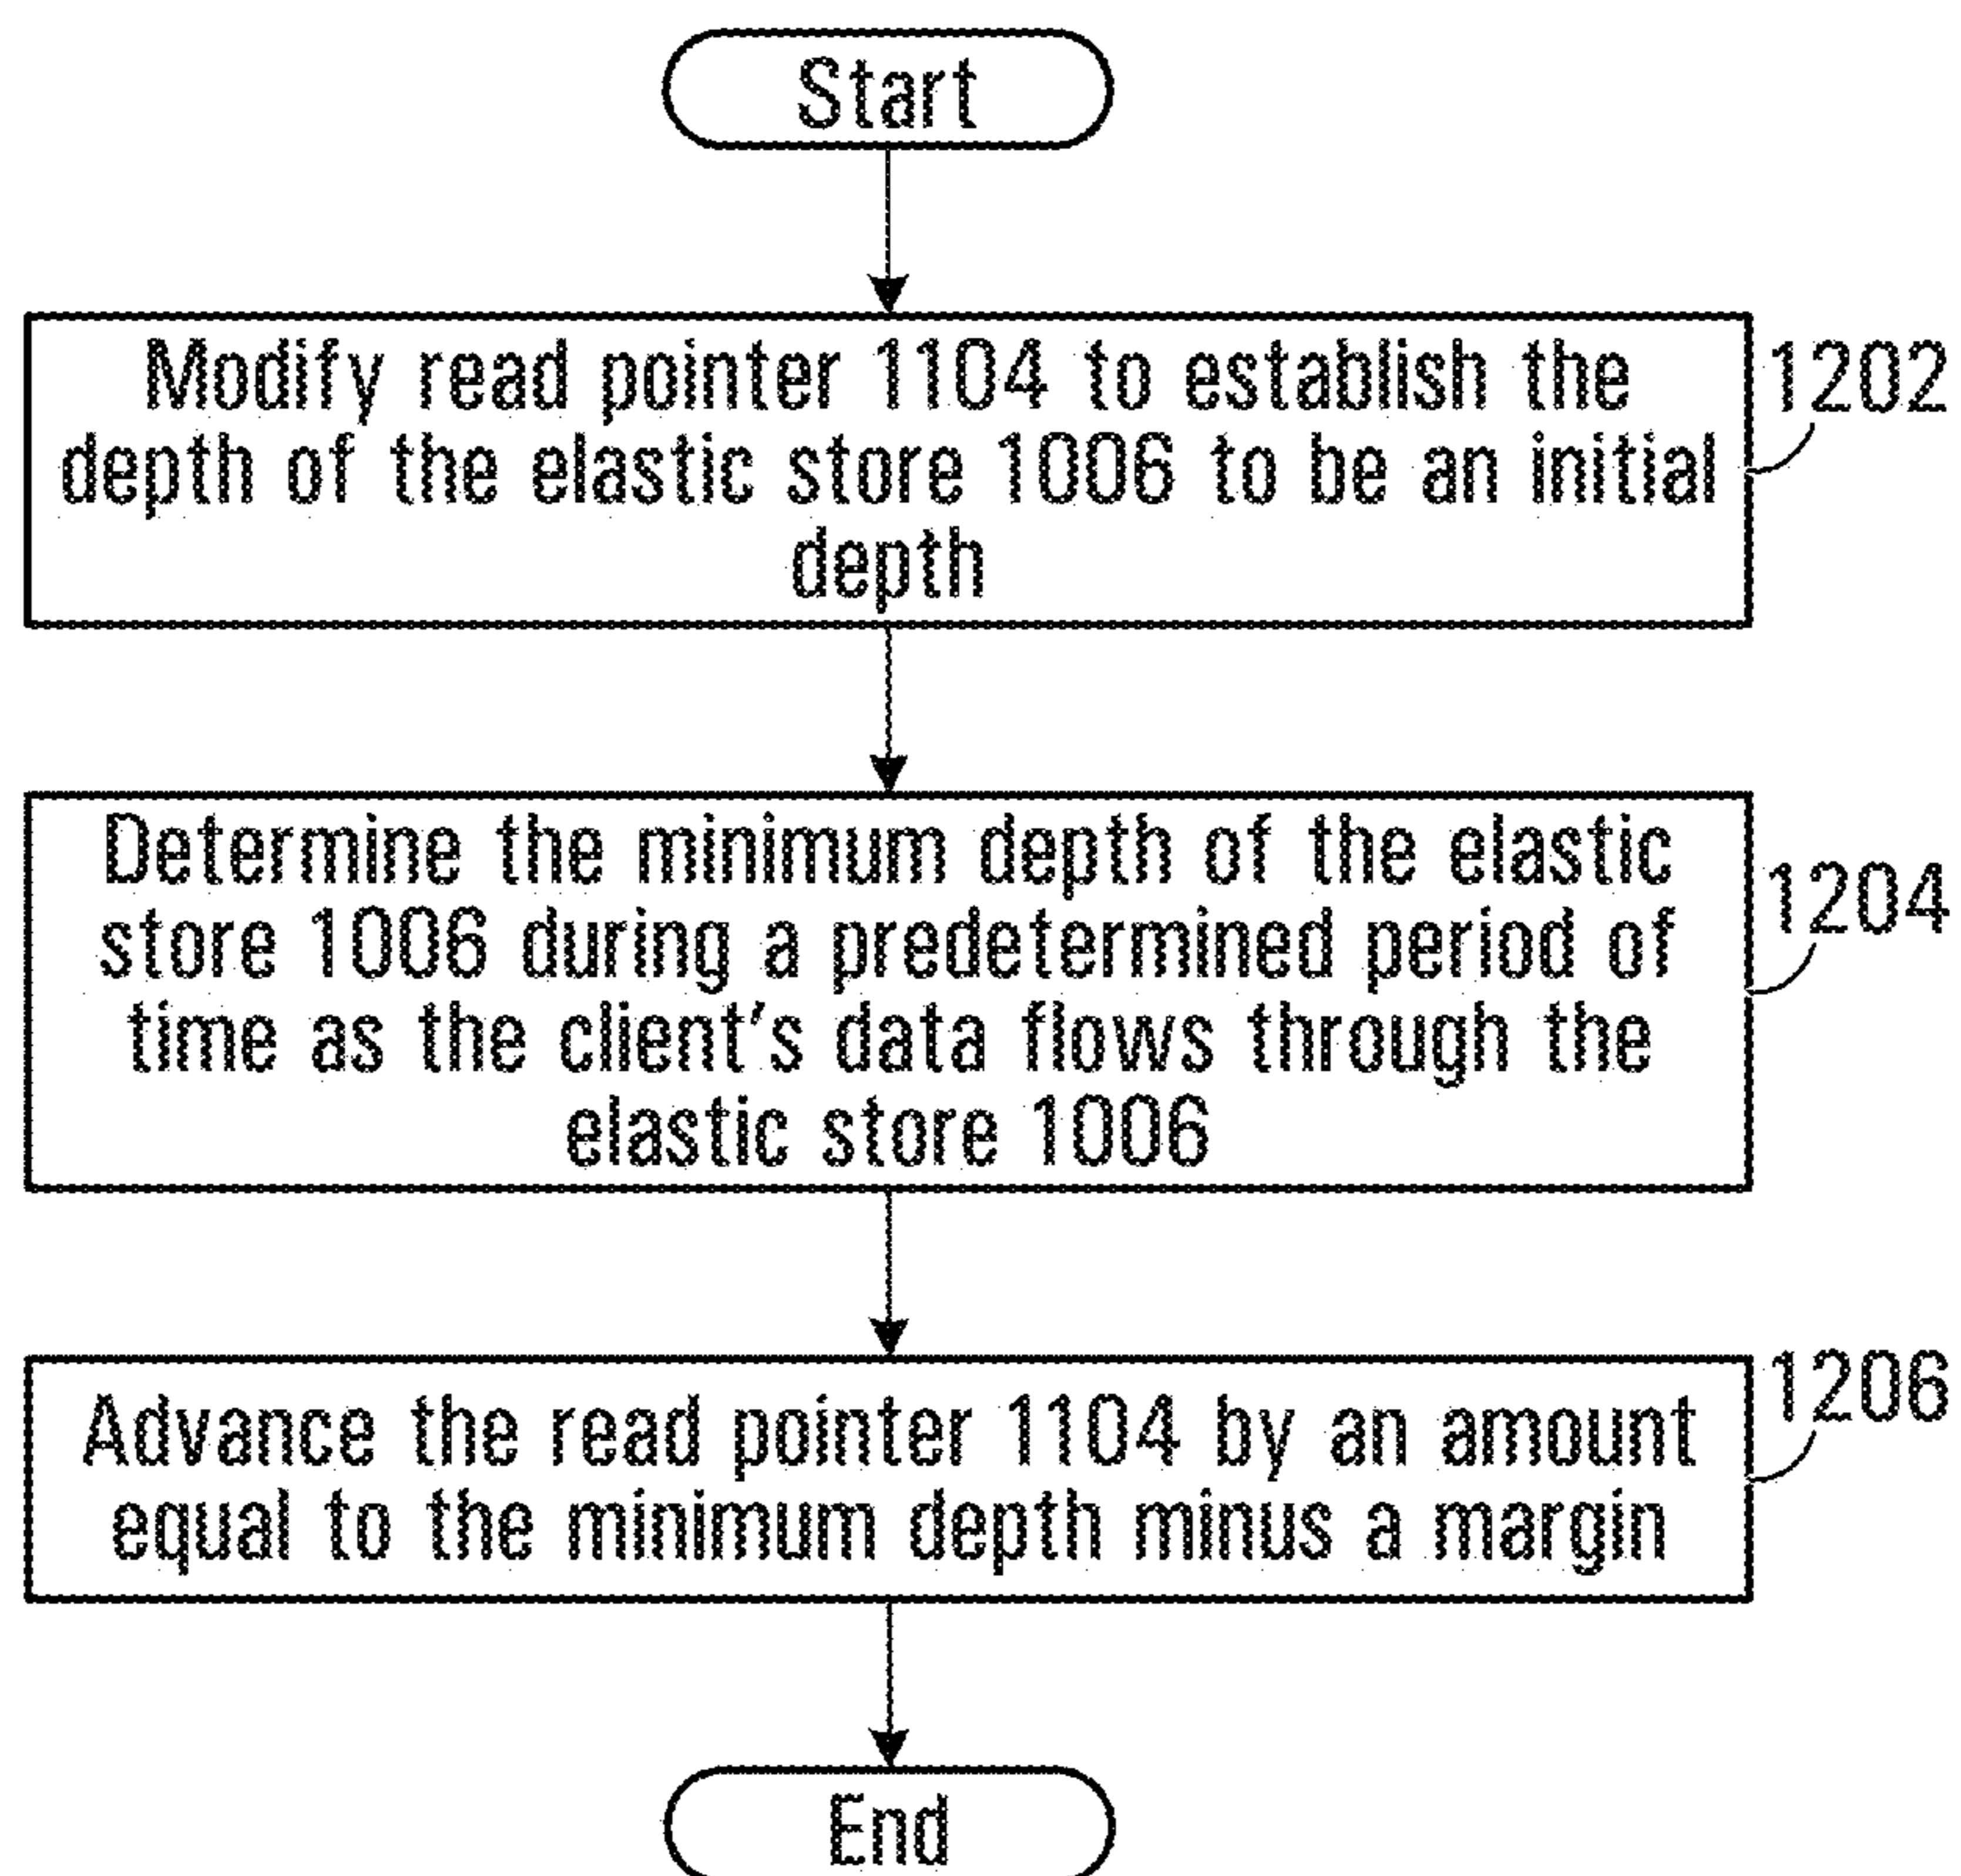 Start
Modify read pointer 1104 to establish the
depth of the elastic store 1006 to be an initial
depth
1202
Determine the minimum depth of the elastic
store 1006 during a predetermined period of
time as the client's data flows through the
elastic store 1006
1204
Advance the read pointer 1104 by an amount
equal to the minimum depth minus a margin
1206
End